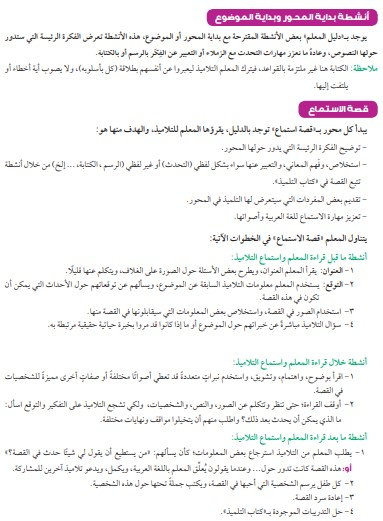 أنشطة بداية المحور وبداية الموضوع
يوجد بـ«دليل المعلم» بعض الأنشطة المقترحة مع بداية المحور أو الموضوع، هذه الأنشطة تعرض الفكرة الرئيسة التي ستدور
حولها النصوص، وعادةً ما تعزز مهارات التحدث مع الزملاء أو التعبير عن الفِكَر بالرسم أو بالكتابة.
ملاحظة: الكتابة هنا غير ملتزمة بالقواعد، فيترك المعلم التلاميذ ليعبروا عن أنفسهم بطلاقة (كل بأسلوبه)، ولا يصوب أية أخطاء أو
يلتفت إليها.
قصة الاستماع
يبدأ كل محور بـ«قصة استماع» توجد بالدليل، يقرؤها المعلم للتلاميذ، والهدف منها هو:
- توضيح الفكرة الرئيسة التي يدور حولها المحور.
- استخلاص، وفَهم المعاني، والتعبير عنها سواء بشكل لفظي (التحدث) أو غير لفظي (الرسم ، الكتابة، ... إلخ) من خلال أنشطة
تتبع القصة في «كتاب التلميذ».
- تقديم بعض المفردات التي سيتعرض لها التلميذ في المحور.
- تعزيز مهارة الاستماع للغة العربية وأصواتها.
يتناول المعلم «قصة الاستماع» في الخطوات الآتية:
أنشطة ما قبل قراءة المعلم واستماع التلاميذ:
١- العنوان: يقرأ المعلم العنوان، ويطرح بعض الأسئلة حول الصورة على الغلاف، ويتكلم عنها قليلًا.
٢- التوقع: يستخدم المعلم معلومات التلاميذ السابقة عن الموضوع، ويسألهم عن توقعاتهم حول الأحداث التي يمكن أن
تكون في هذه القصة.
٣- استخدام الصور في القصة، واستخلاص بعض المعلومات التي سيقابلونها في القصة منها.
٤- سؤال التلاميذ مباشرةً عن خبراتهم حول الموضوع أو ما إذا كانوا قد مروا بخبرة حياتية حقيقية مرتبطة به.
أنشطة خلال قراءة المعلم واستماع التلاميذ:
١- اقرأ بوضوح، واهتمام، وتشويق، واستخدم نبراتٍ متعددة قد تعطي أصواتًا مختلفةً أو صفاتٍ أخرى مميزةً للشخصيات
في القصة.
٢- أوقف القراءة؛ حتى تنظر وتتكلم عن الصور، والنص، والشخصيات، ولكي تشجع التلاميذ على التفكير والتوقع اسأل:
ما الذي يمكن أن يحدث بعد ذلك؟ واطلب منهم أن يتخيلوا مواقف ونهايات مختلفة.
أنشطة ما بعد قراءة المعلم واستماع التلاميذ:
١- يطلب المعلم من التلاميذ استرجاع بعض المعلومات؛ كأن يسألهم: «من يستطيع أن يقول لي شيئًا حدث في القصة؟»
أو: هذه القصة كانت تدور حول... وعندما يقولون يُعلِّق المعلم باللغة العربية، ويكمل، ويدعو تلاميذ آخرين للمشاركة.
٢- كل طفل يرسم الشخصية التي أحبها في القصة، ويكتب جملةً تحتها حول هذه الشخصية.
٣- إعادة سرد القصة.
٤- حل التدريبات الموجودة بـ«كتاب التلميذ».